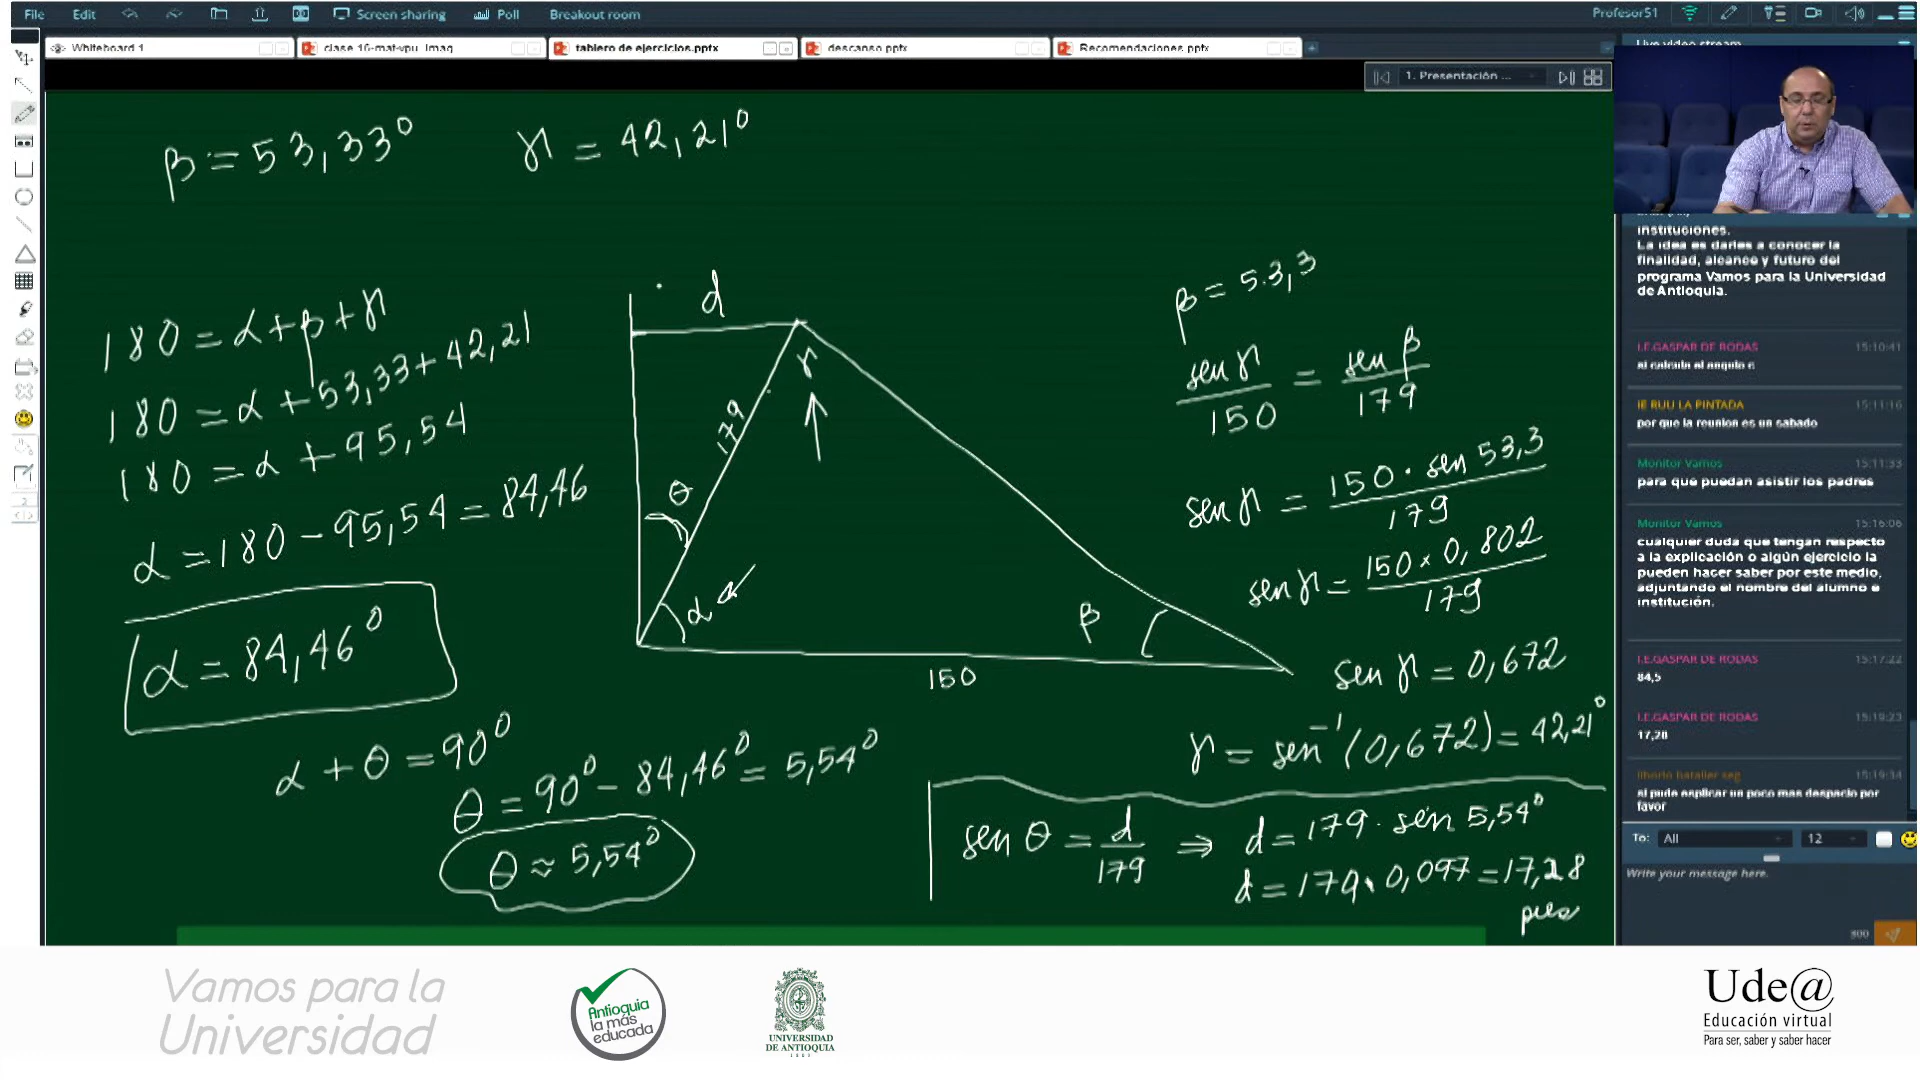 File Edit Screen sharing Poll Breakout room Profesor51
Whiteboard 1 clase 16-mat-vpu_imag tablero de ejercicios.pptx descanso.pptx Recomendaciones.pptx
Live video stream
1. Presentación ...
β = 53,33° γ = 42,21°
180 = α + β + γ
180 = α + 53,33 + 42,21
180 = α + 95,54
α = 180 - 95,54 = 84,46
α = 84,46°
α + θ = 90°
θ = 90° - 84,46° = 5,54°
θ ≈ 5,54°
d
γ
179
θ
α
β
150
β = 53,3
sen γ / 150 = sen β / 179
sen γ = 150 · sen 53,3 / 179
sen γ = 150 × 0,802 / 179
sen γ = 0,672
γ = sen⁻¹ (0,672) = 42,21°
sen θ = d / 179 ⇒ d = 179 · sen 5,54°
d = 179 × 0,097 = 17,28
pies
instituciones.
La idea es darles a conocer la
finalidad, alcance y futuro del
programa Vamos para la Universidad
de Antioquia.
I.E.GASPAR DE RODAS 15:10:41
al calcula el angulo c
IE RUU LA PINTADA 15:11:16
por que la reunion es un sabado
Monitor Vamos 15:11:33
para que puedan asistir los padres
Monitor Vamos 15:16:06
cualquier duda que tengan respecto
a la explicación o algún ejercicio la
pueden hacer saber por este medio,
adjuntando el nombre del alumno e
institución.
I.E.GASPAR DE RODAS 15:17:22
84,5
I.E.GASPAR DE RODAS 15:19:23
17,28
15:19:34
si pude esplicar un poco mas despacio por
favor
To: All 12
Write your message here.
800
Vamos para la
Universidad
Antioquia
la más
educada
UNIVERSIDAD
DE ANTIOQUIA
1803
Ude@
Educación virtual
Para ser, saber y saber hacer